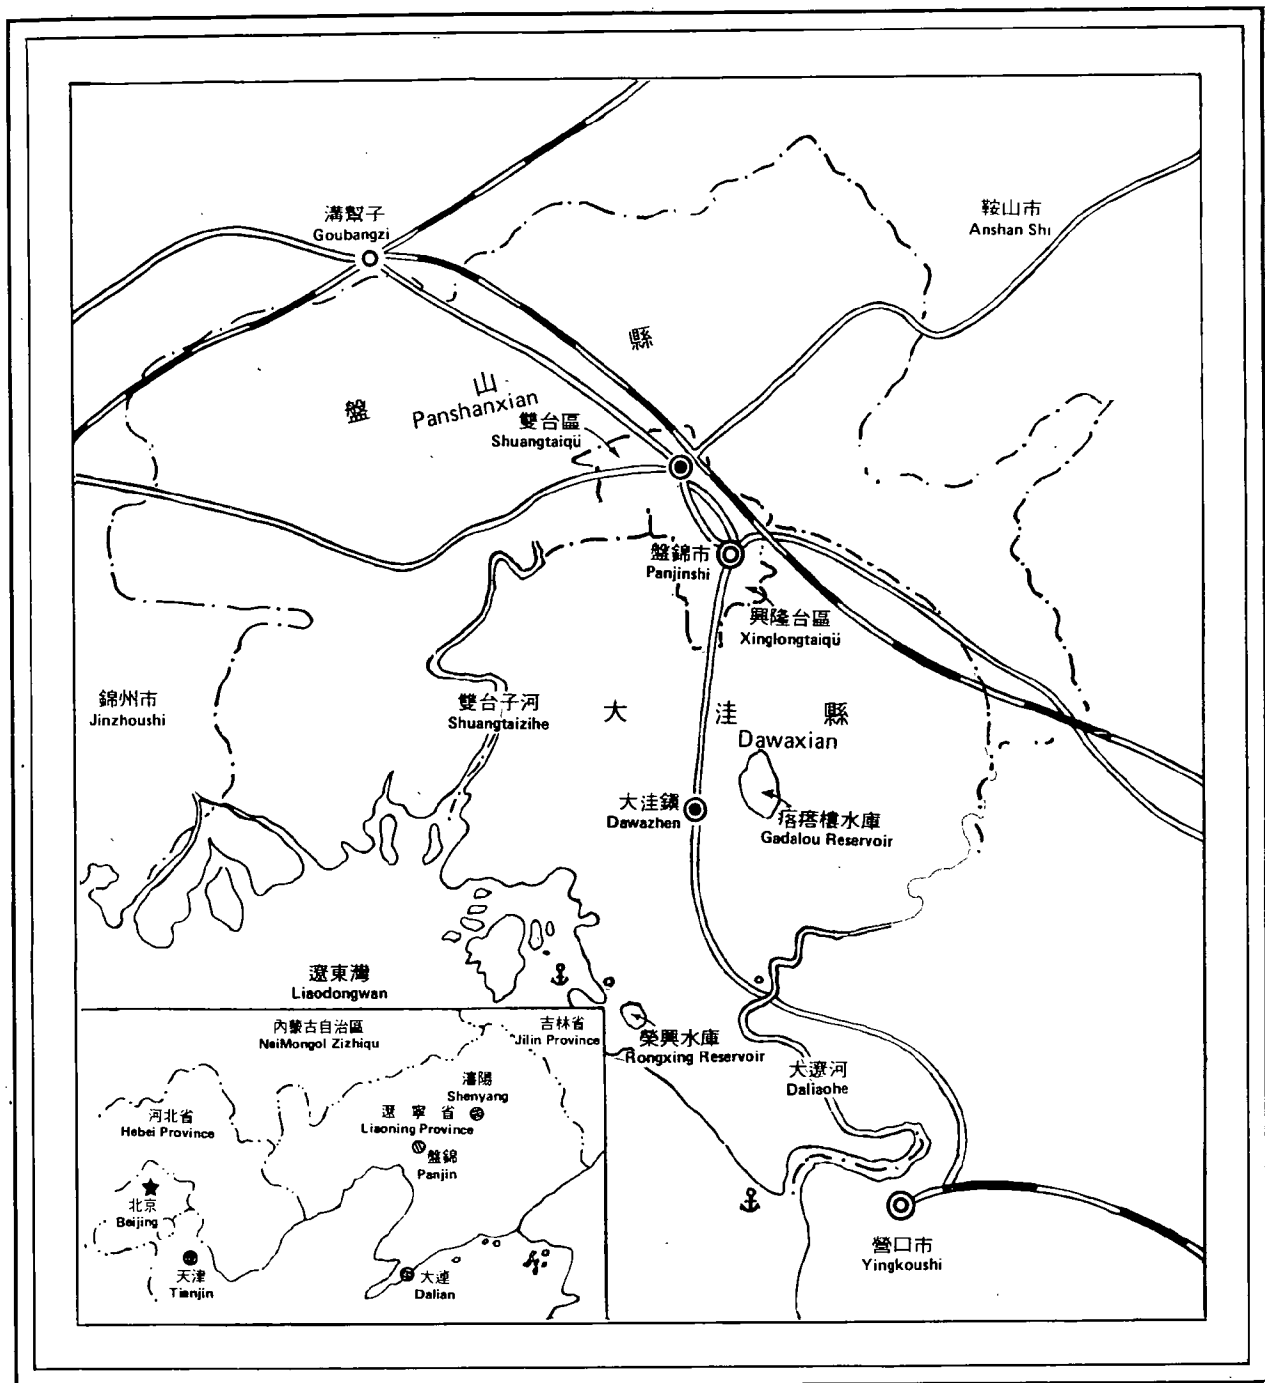 溝幫子
Goubangzi
鞍山市
Anshan Shi
盤 山 縣
Panshanxian
雙台區
Shuangtaiqü
盤錦市
Panjinshi
興隆台區
Xinglongtaiqü
錦州市
Jinzhoushi
雙台子河
Shuangtaizihe
大 洼 縣
Dawaxian
大洼鎮
Dawazhen
疙瘩樓水庫
Gadalou Reservoir
遼東灣
Liaodongwan
榮興水庫
Rongxing Reservoir
大遼河
Daliaohe
營口市
Yingkoushi
內蒙古自治區
NeiMongol Zizhiqu
吉林省
Jilin Province
瀋陽
Shenyang
河北省
Hebei Province
遼寧省
Liaoning Province
盤錦
Panjin
北京
Beijing
天津
Tianjin
大連
Dalian